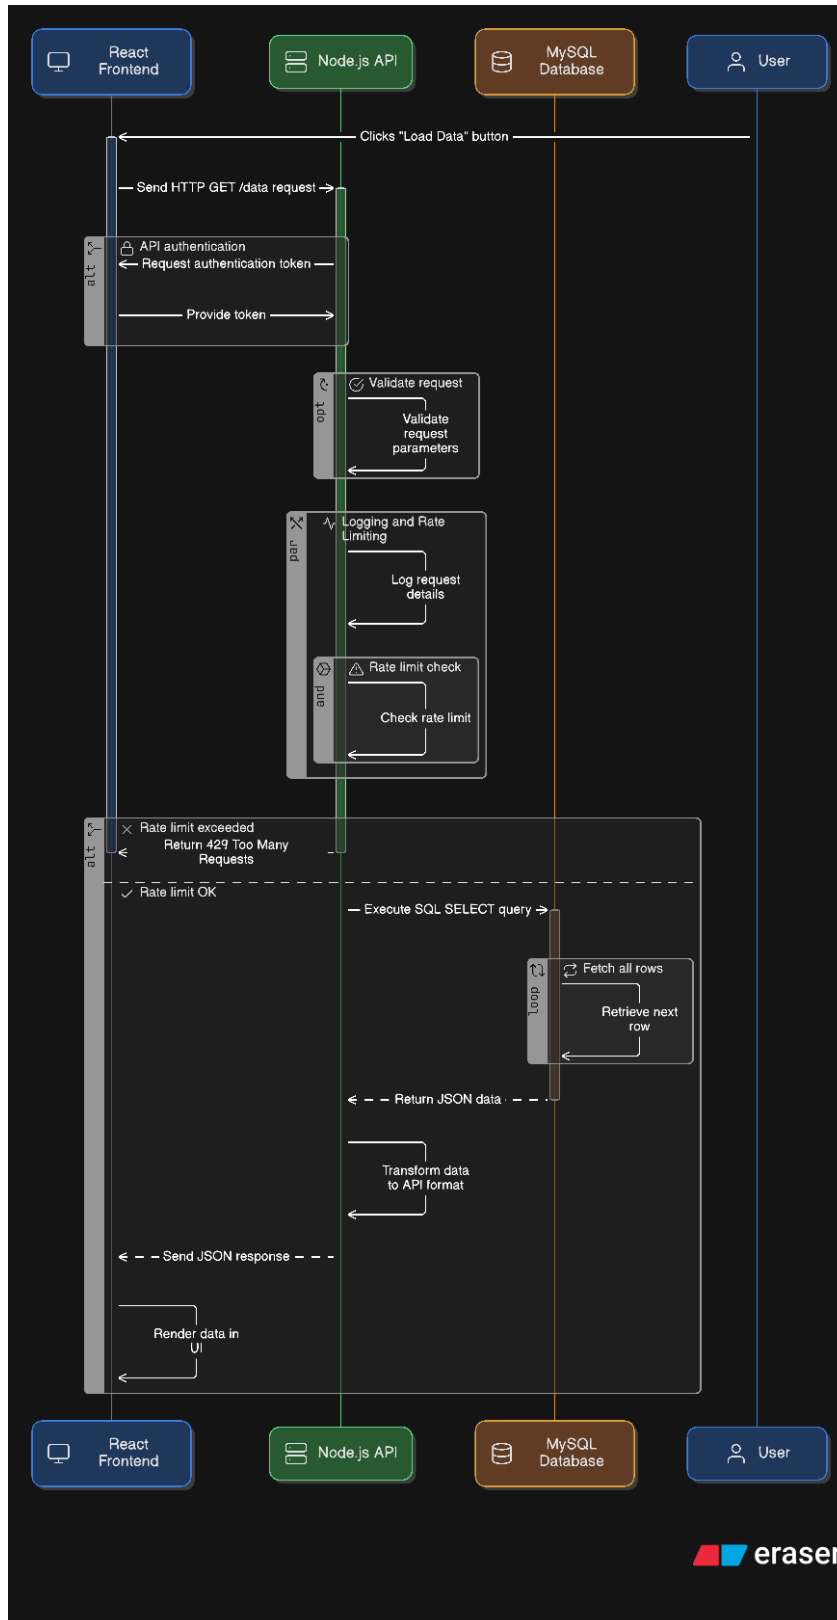 React
Frontend
Node.js API
MySQL
Database
User
Clicks "Load Data" button
Send HTTP GET /data request
alt
API authentication
Request authentication token
Provide token
opt
Validate request
Validate
request
parameters
par
Logging and Rate
Limiting
Log request
details
and
Rate limit check
Check rate limit
alt
Rate limit exceeded
Return 429 Too Many
Requests
Rate limit OK
Execute SQL SELECT query
loop
Fetch all rows
Retrieve next
row
Return JSON data
Transform data
to API format
Send JSON response
Render data in
UI
React
Frontend
Node.js API
MySQL
Database
User
eraser